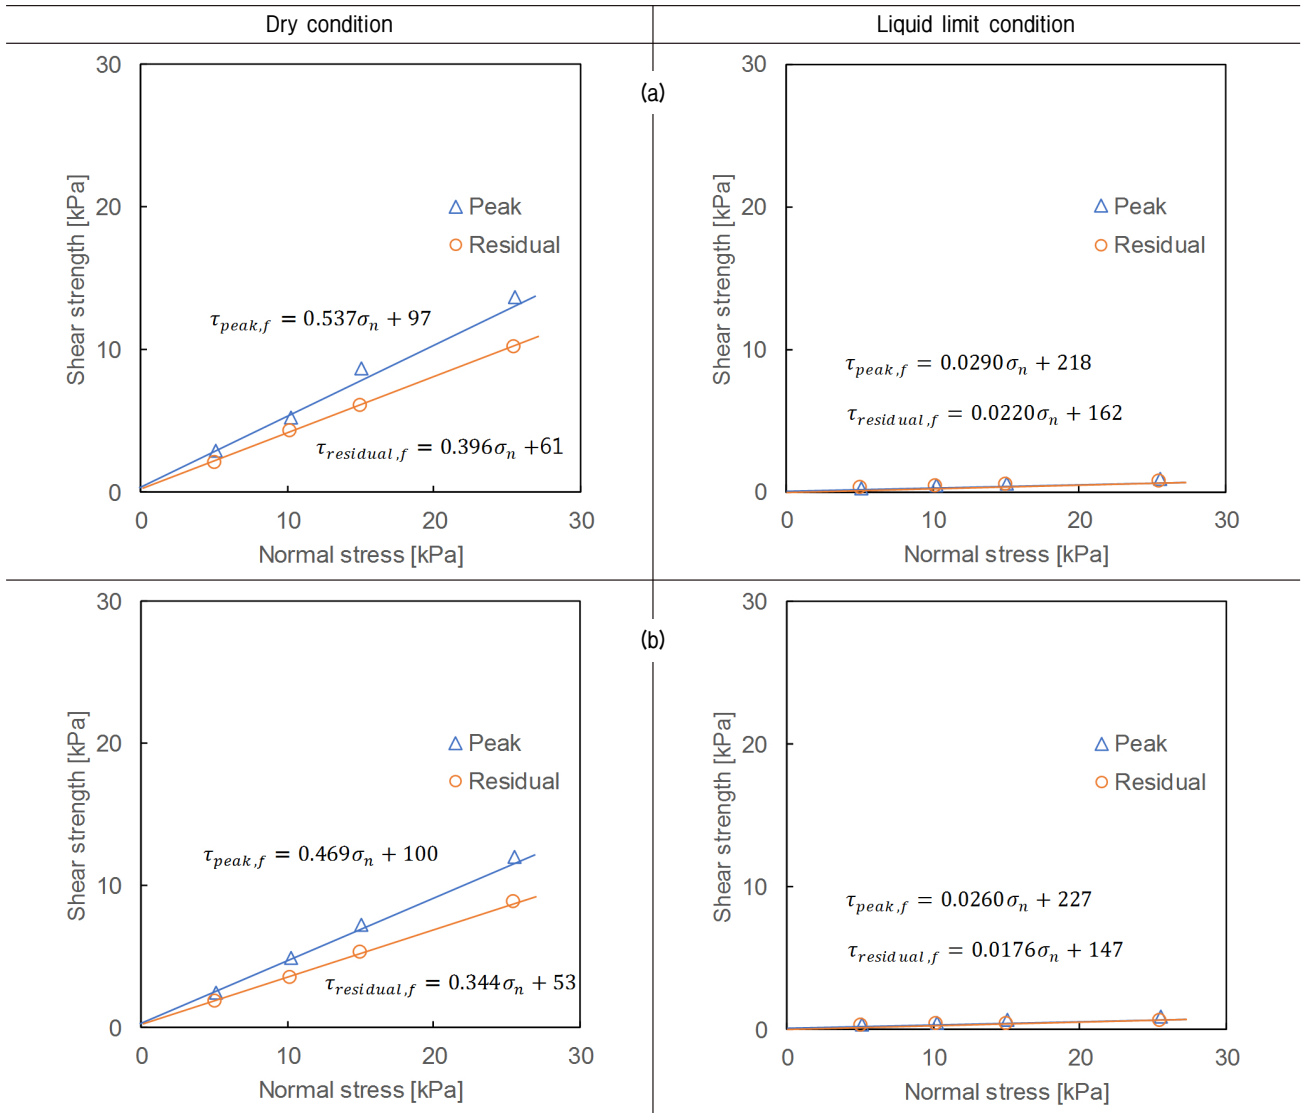 Dry condition
Liquid limit condition
(a)
30
20
10
0
Shear strength [kPa]
Peak
Residual
τpeak,f = 0.537σn + 97
τresidual,f = 0.396σn +61
0 10 20 30
Normal stress [kPa]
30
20
10
0
Shear strength [kPa]
Peak
Residual
τpeak,f = 0.0290σn + 218
τresidual,f = 0.0220σn + 162
0 10 20 30
Normal stress [kPa]
(b)
30
20
10
0
Shear strength [kPa]
Peak
Residual
τpeak,f = 0.469σn + 100
τresidual,f = 0.344σn + 53
0 10 20 30
Normal stress [kPa]
30
20
10
0
Shear strength [kPa]
Peak
Residual
τpeak,f = 0.0260σn + 227
τresidual,f = 0.0176σn + 147
0 10 20 30
Normal stress [kPa]